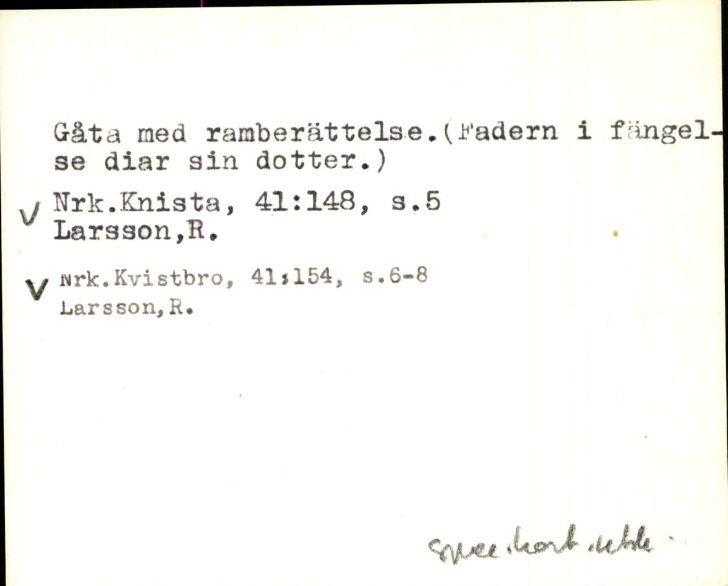 Gåta med ramberättelse.(Fadern i fängel-
se diar sin dotter.)
V Nrk.Knista, 41:148, s.5
Larsson,R.
V Nrk.Kvistbro, 41:154, s.6-8
Larsson,R.